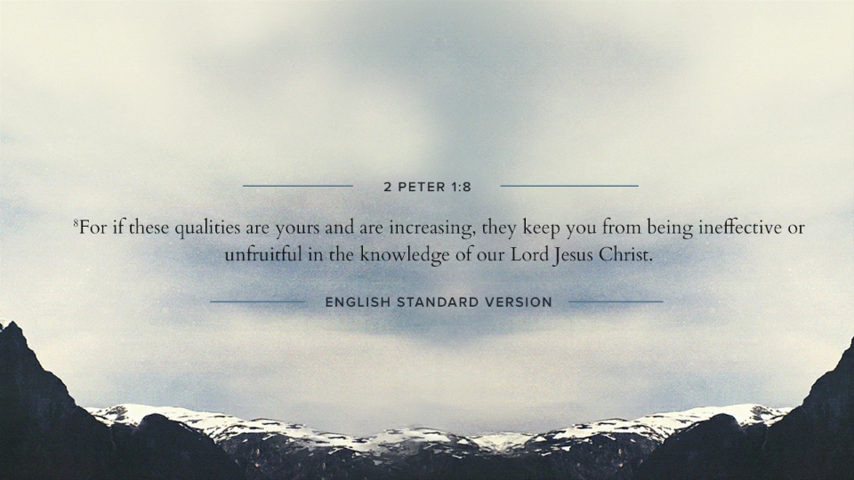 2 PETER 1:8
⁸For if these qualities are yours and are increasing, they keep you from being ineffective or
unfruitful in the knowledge of our Lord Jesus Christ.
ENGLISH STANDARD VERSION